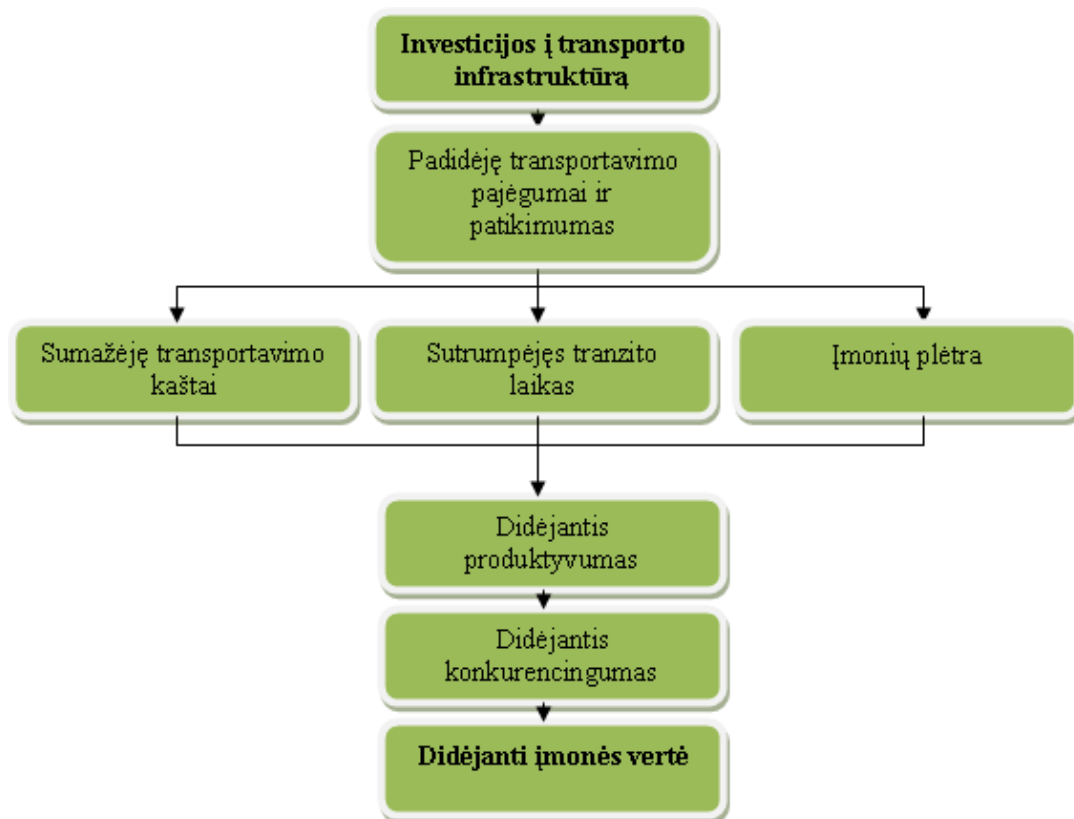 Investicijos į transporto
infrastruktūrą
Padidėję transportavimo
pajėgumai ir
patikimumas
Sumažėję transportavimo
kaštai
Sutrumpėjęs tranzito
laikas
Įmonių plėtra
Didėjantis
produktyvumas
Didėjantis
konkurencingumas
Didėjanti įmonės vertė